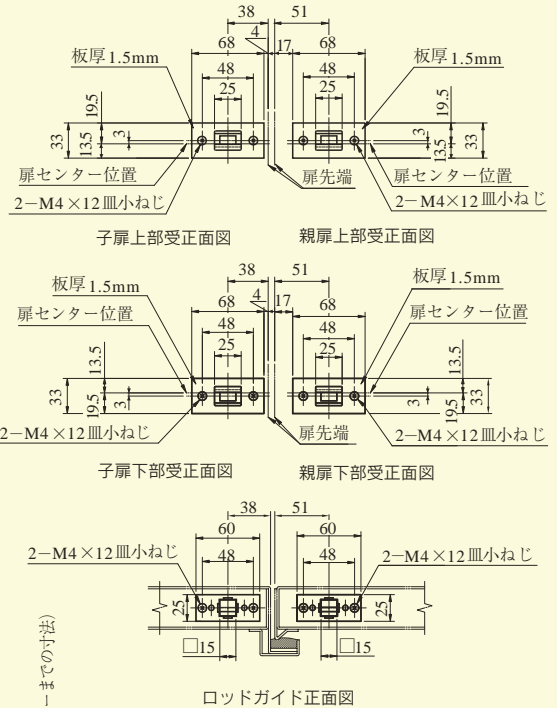 38 51
4
68 17 68
板厚1.5mm 48 48 板厚1.5mm
25 25
19.5 19.5
33 3 3 33
13.5 13.5
扉センター位置 扉先端 扉センター位置
2−M4×12皿小ねじ 2−M4×12皿小ねじ
子扉上部受正面図 親扉上部受正面図
38 51
板厚1.5mm 68 4 17 68 板厚1.5mm
扉センター位置 48 48 扉センター位置
25 25
13.5 13.5
33 3 3 33
19.5 19.5
2−M4×12皿小ねじ 扉先端 2−M4×12皿小ねじ
子扉下部受正面図 親扉下部受正面図
38 51
60 60
2−M4×12皿小ねじ 48 48 2−M4×12皿小ねじ
25 25
□15 □15
ーまでの寸法)
ロッドガイド正面図